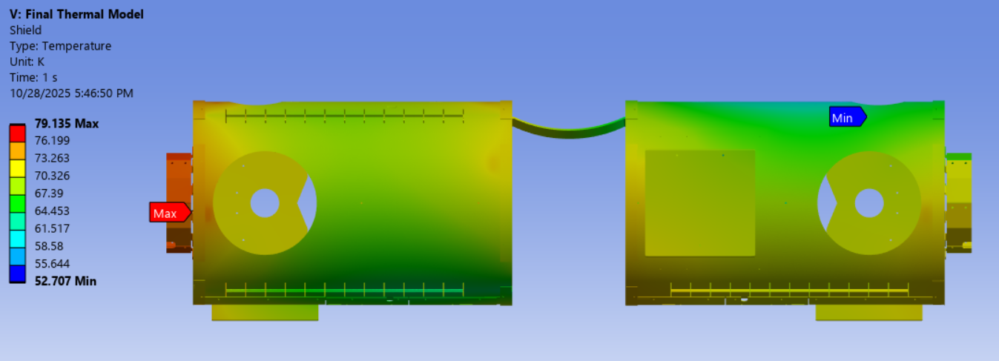 V: Final Thermal Model
Shield
Type: Temperature
Unit: K
Time: 1 s
10/28/2025 5:46:50 PM
79.135 Max
76.199
73.263
70.326
67.39
64.453
61.517
58.58
55.644
52.707 Min
Min
Max